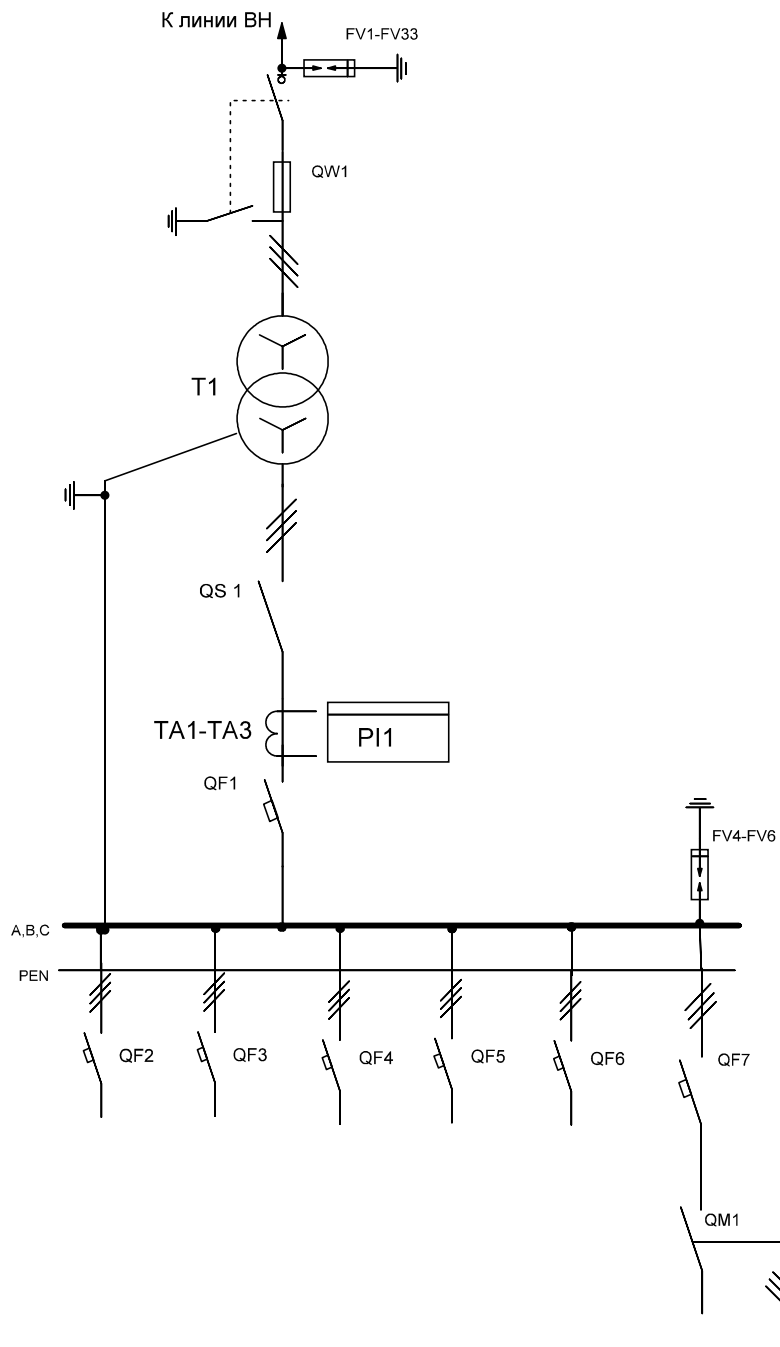 К линии ВН
FV1-FV33
QW1
T1
QS 1
TA1-TA3
PI1
QF1
FV4-FV6
A,B,C
PEN
QF2
QF3
QF4
QF5
QF6
QF7
QM1